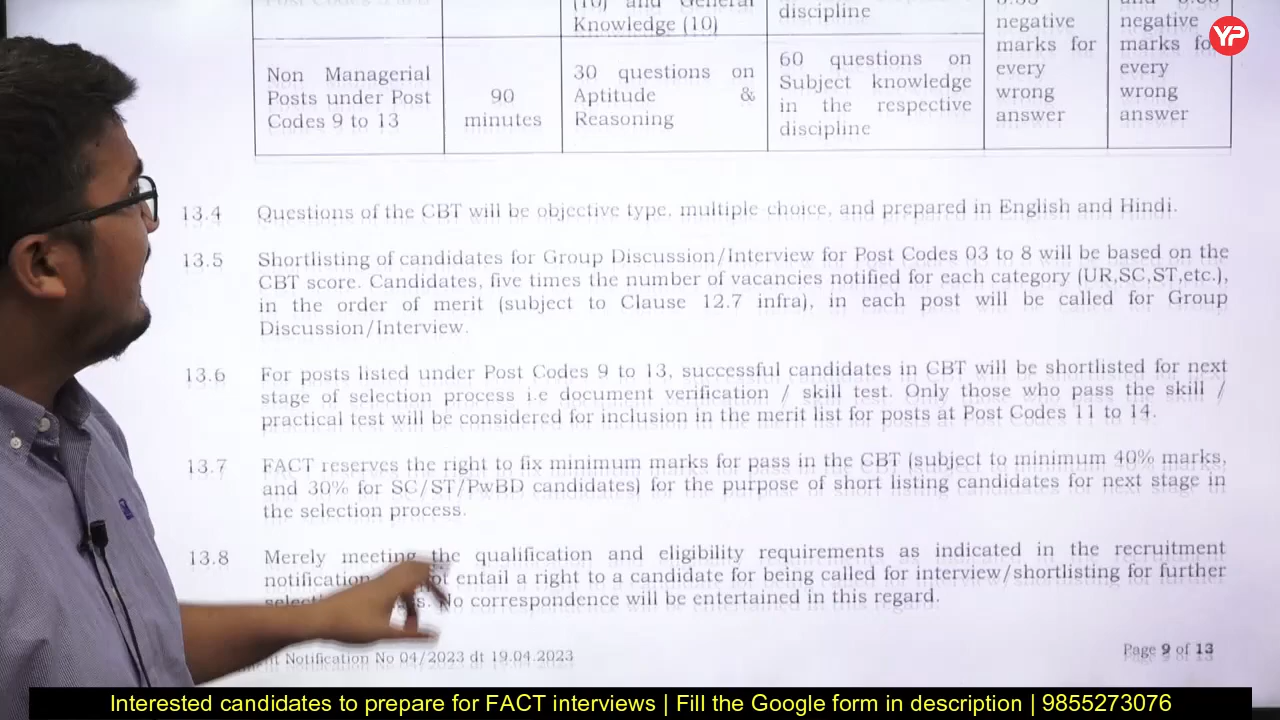 (10) and General
Knowledge (10)
discipline
negative
marks for
every
wrong
answer
negative
marks fo
every
wrong
answer
YP
Non Managerial
Posts under Post
Codes 9 to 13
90
minutes
30 questions on
Aptitude &
Reasoning
60 questions on
Subject knowledge
in the respective
discipline
13.4 Questions of the CBT will be objective type, multiple choice, and prepared in English and Hindi.
13.5 Shortlisting of candidates for Group Discussion/Interview for Post Codes 03 to 8 will be based on the
CBT score. Candidates, five times the number of vacancies notified for each category (UR,SC,ST,etc.),
in the order of merit (subject to Clause 12.7 infra), in each post will be called for Group
Discussion/Interview.
13.6 For posts listed under Post Codes 9 to 13, successful candidates in CBT will be shortlisted for next
stage of selection process i.e document verification / skill test. Only those who pass the skill /
practical test will be considered for inclusion in the merit list for posts at Post Codes 11 to 14.
13.7 FACT reserves the right to fix minimum marks for pass in the CBT (subject to minimum 40% marks,
and 30% for SC/ST/PwBD candidates) for the purpose of short listing candidates for next stage in
the selection process.
13.8 Merely meeting the qualification and eligibility requirements as indicated in the recruitment
notification entail a right to a candidate for being called for interview/shortlisting for further
No correspondence will be entertained in this regard.
Notification No 04/2023 dt 19.04.2023
Page 9 of 13
Interested candidates to prepare for FACT interviews | Fill the Google form in description | 9855273076